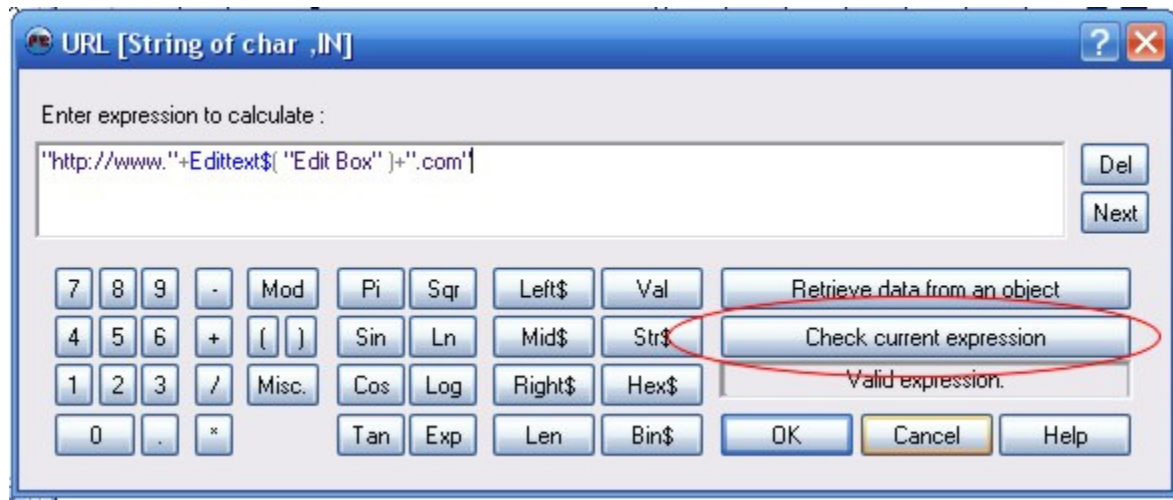 URL [String of char ,IN]
?
Enter expression to calculate :
"http://www."+Edittext$( "Edit Box" )+".com"
Del
Next
7 8 9 - Mod Pi Sqr Left$ Val Retrieve data from an object
4 5 6 + ( ) Sin Ln Mid$ Str$ Check current expression
1 2 3 / Misc. Cos Log Right$ Hex$ Valid expression.
0 . * Tan Exp Len Bin$ OK Cancel Help